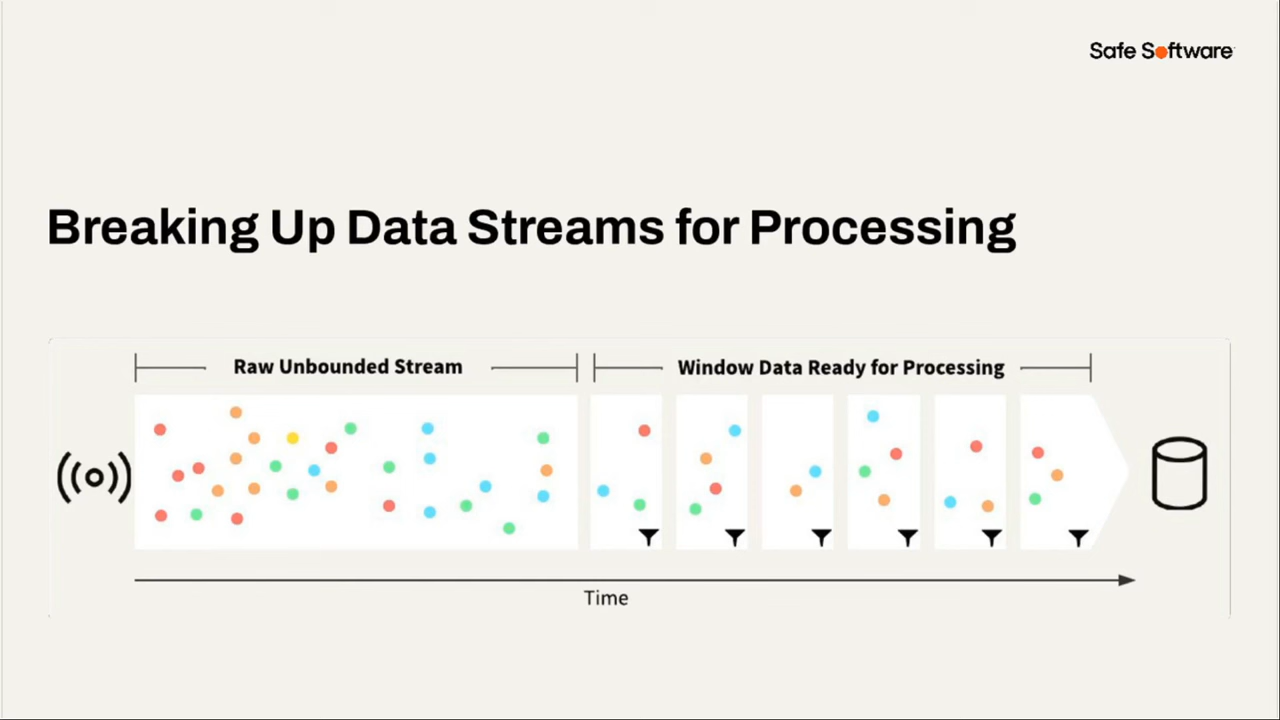 Safe Software
Breaking Up Data Streams for Processing
Raw Unbounded Stream
Window Data Ready for Processing
Time